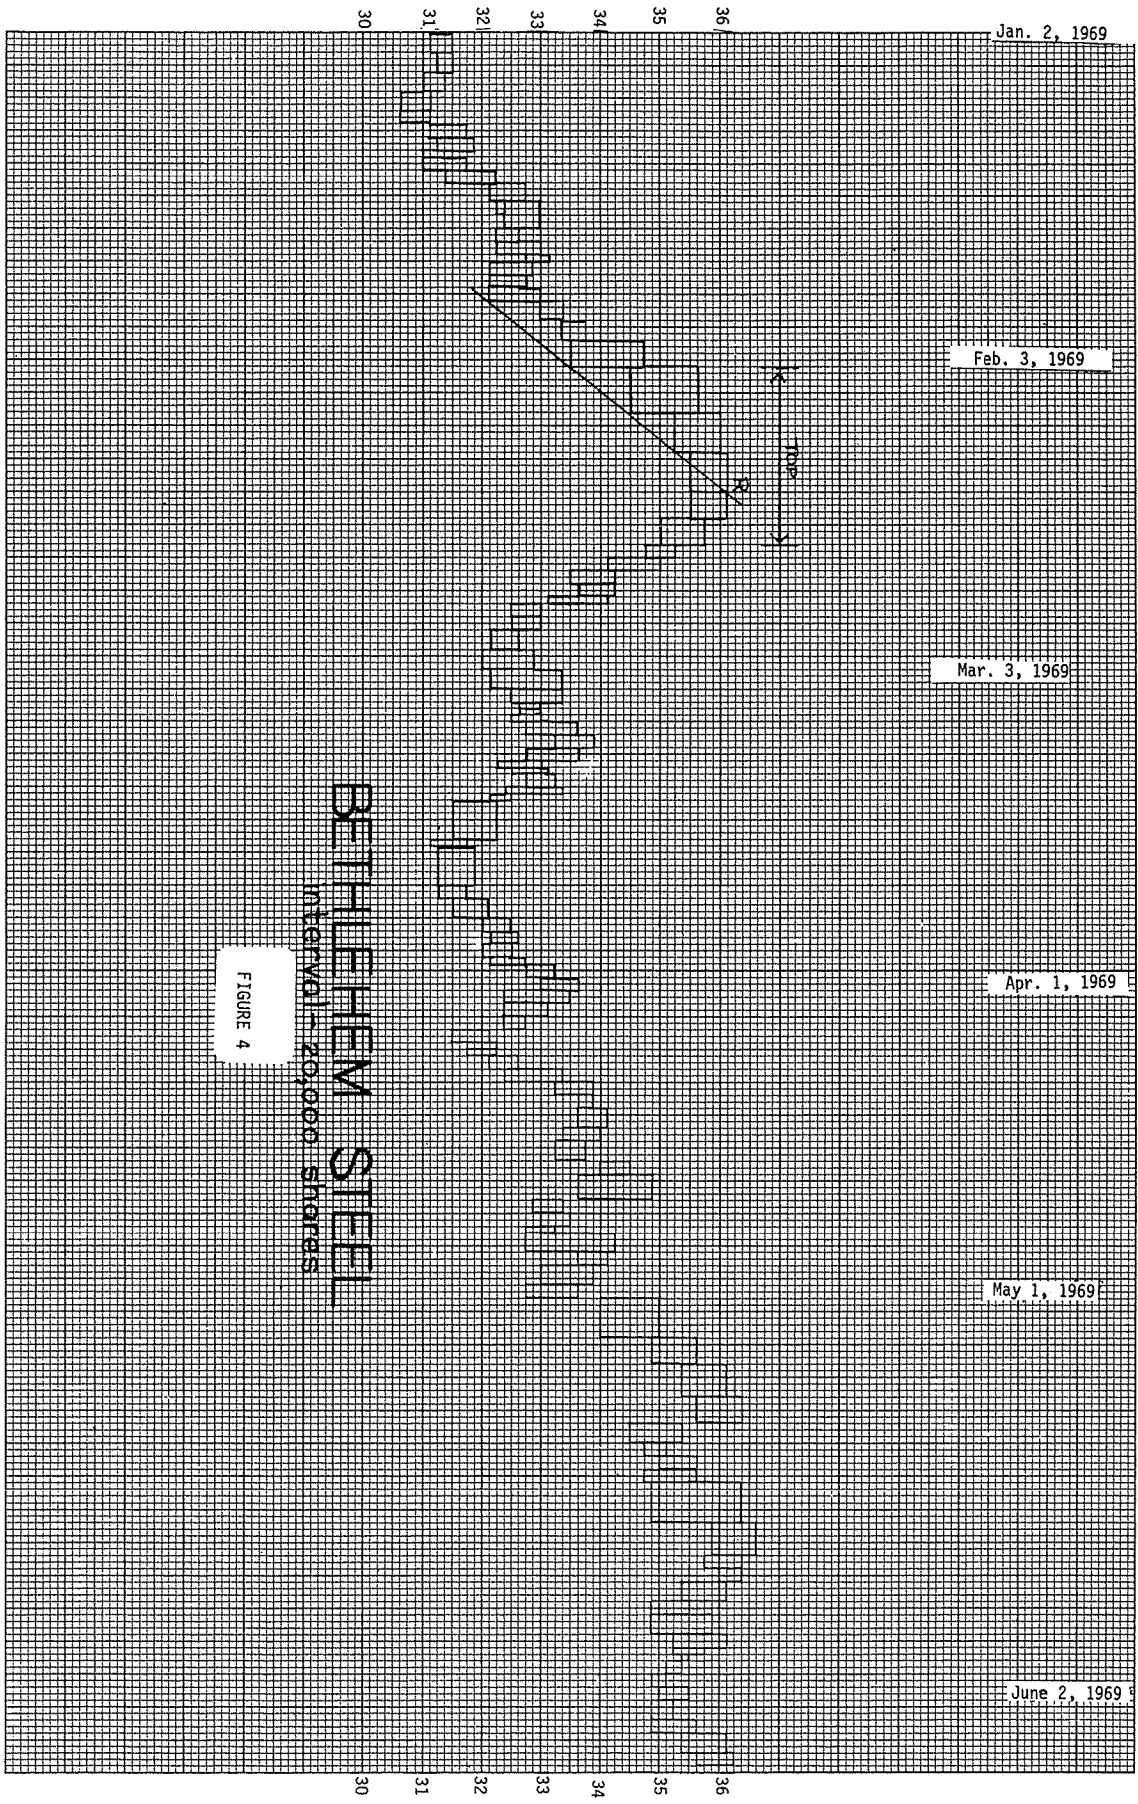 30 31 32 33 34 35 36
Jan. 2, 1969
Feb. 3, 1969
TOP
R
Mar. 3, 1969
BETHLEHEM STEEL
interval - 20,000 shares
FIGURE 4
Apr. 1, 1969
May 1, 1969
June 2, 1969
30 31 32 33 34 35 36